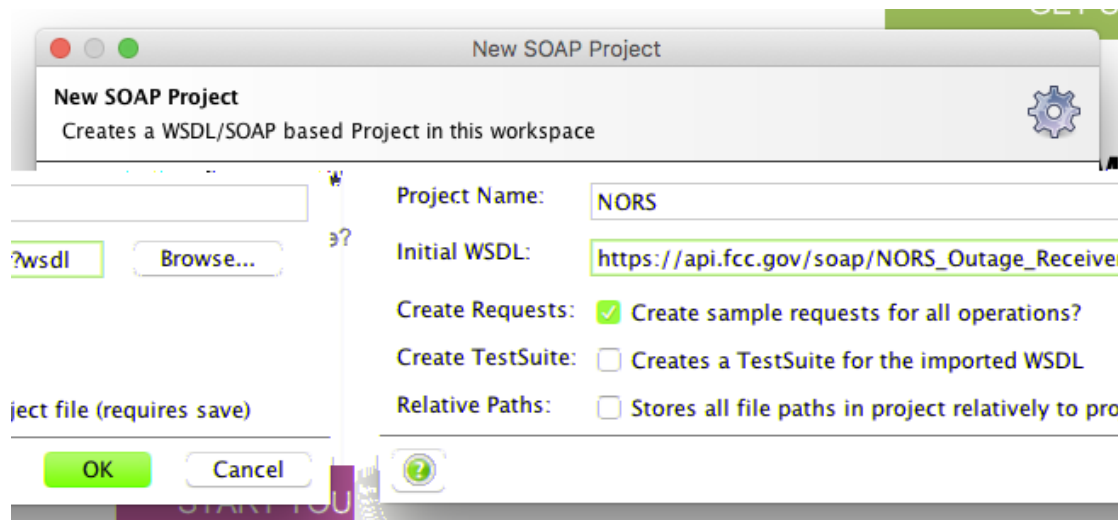 New SOAP Project
New SOAP Project
Creates a WSDL/SOAP based Project in this workspace
Project Name: NORS
?wsdl Browse... Initial WSDL: https://api.fcc.gov/soap/NORS_Outage_Receiver
Create Requests: Create sample requests for all operations?
Create TestSuite: Creates a TestSuite for the imported WSDL
ject file (requires save) Relative Paths: Stores all file paths in project relatively to pro
OK Cancel
START YOU